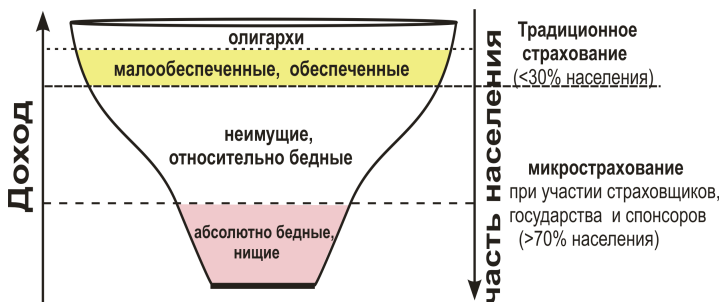 Доход
олигархи
малообеспеченные, обеспеченные
неимущие,
относительно бедные
абсолютно бедные,
нищие
часть населения
Традиционное
страхование
(<30% населения)
микрострахование
при участии страховщиков,
государства и спонсоров
(>70% населения)